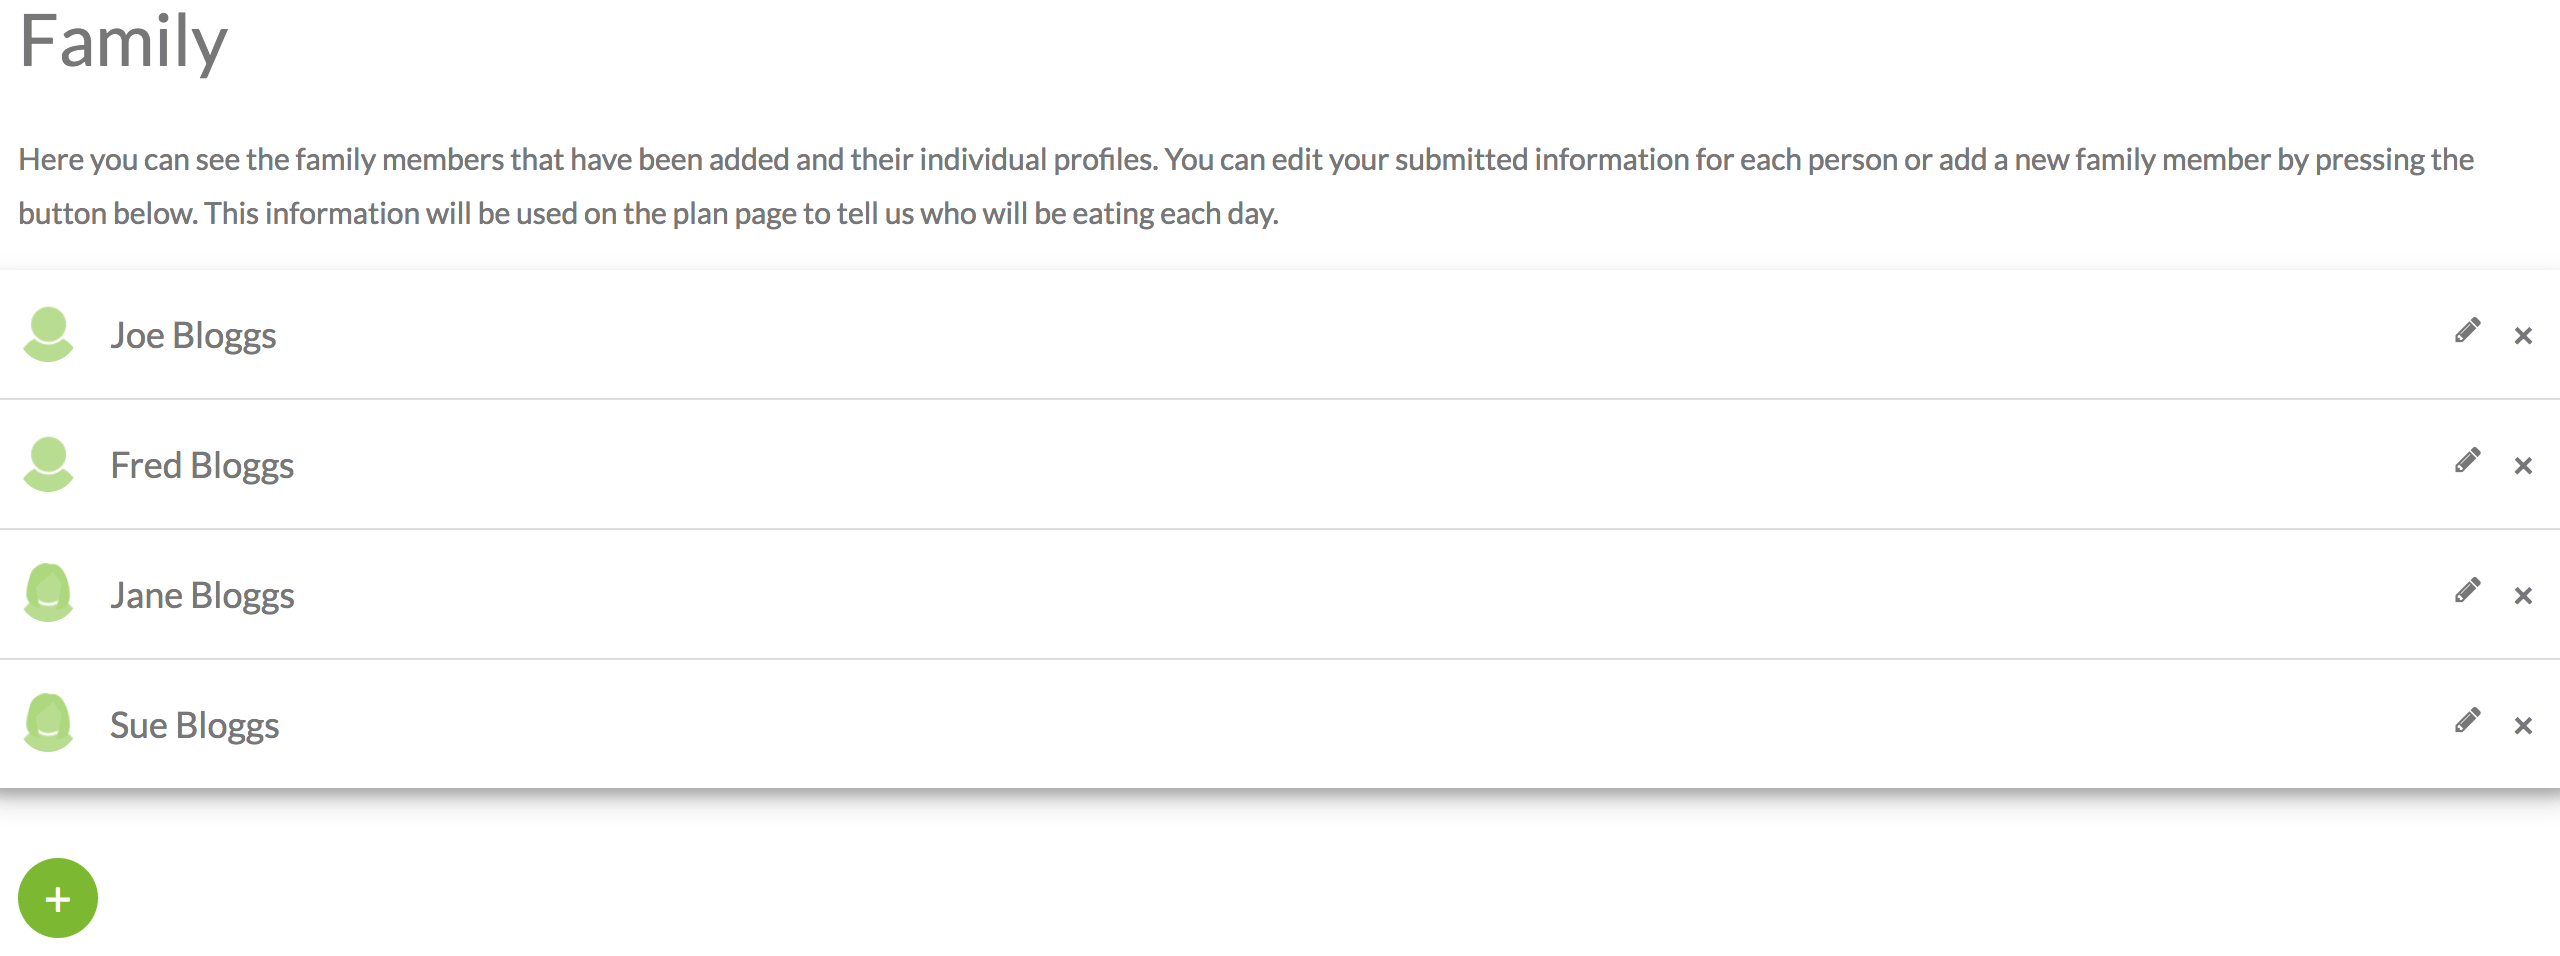 Family
Here you can see the family members that have been added and their individual profiles. You can edit your submitted information for each person or add a new family member by pressing the
button below. This information will be used on the plan page to tell us who will be eating each day.
Joe Bloggs
Fred Bloggs
Jane Bloggs
Sue Bloggs